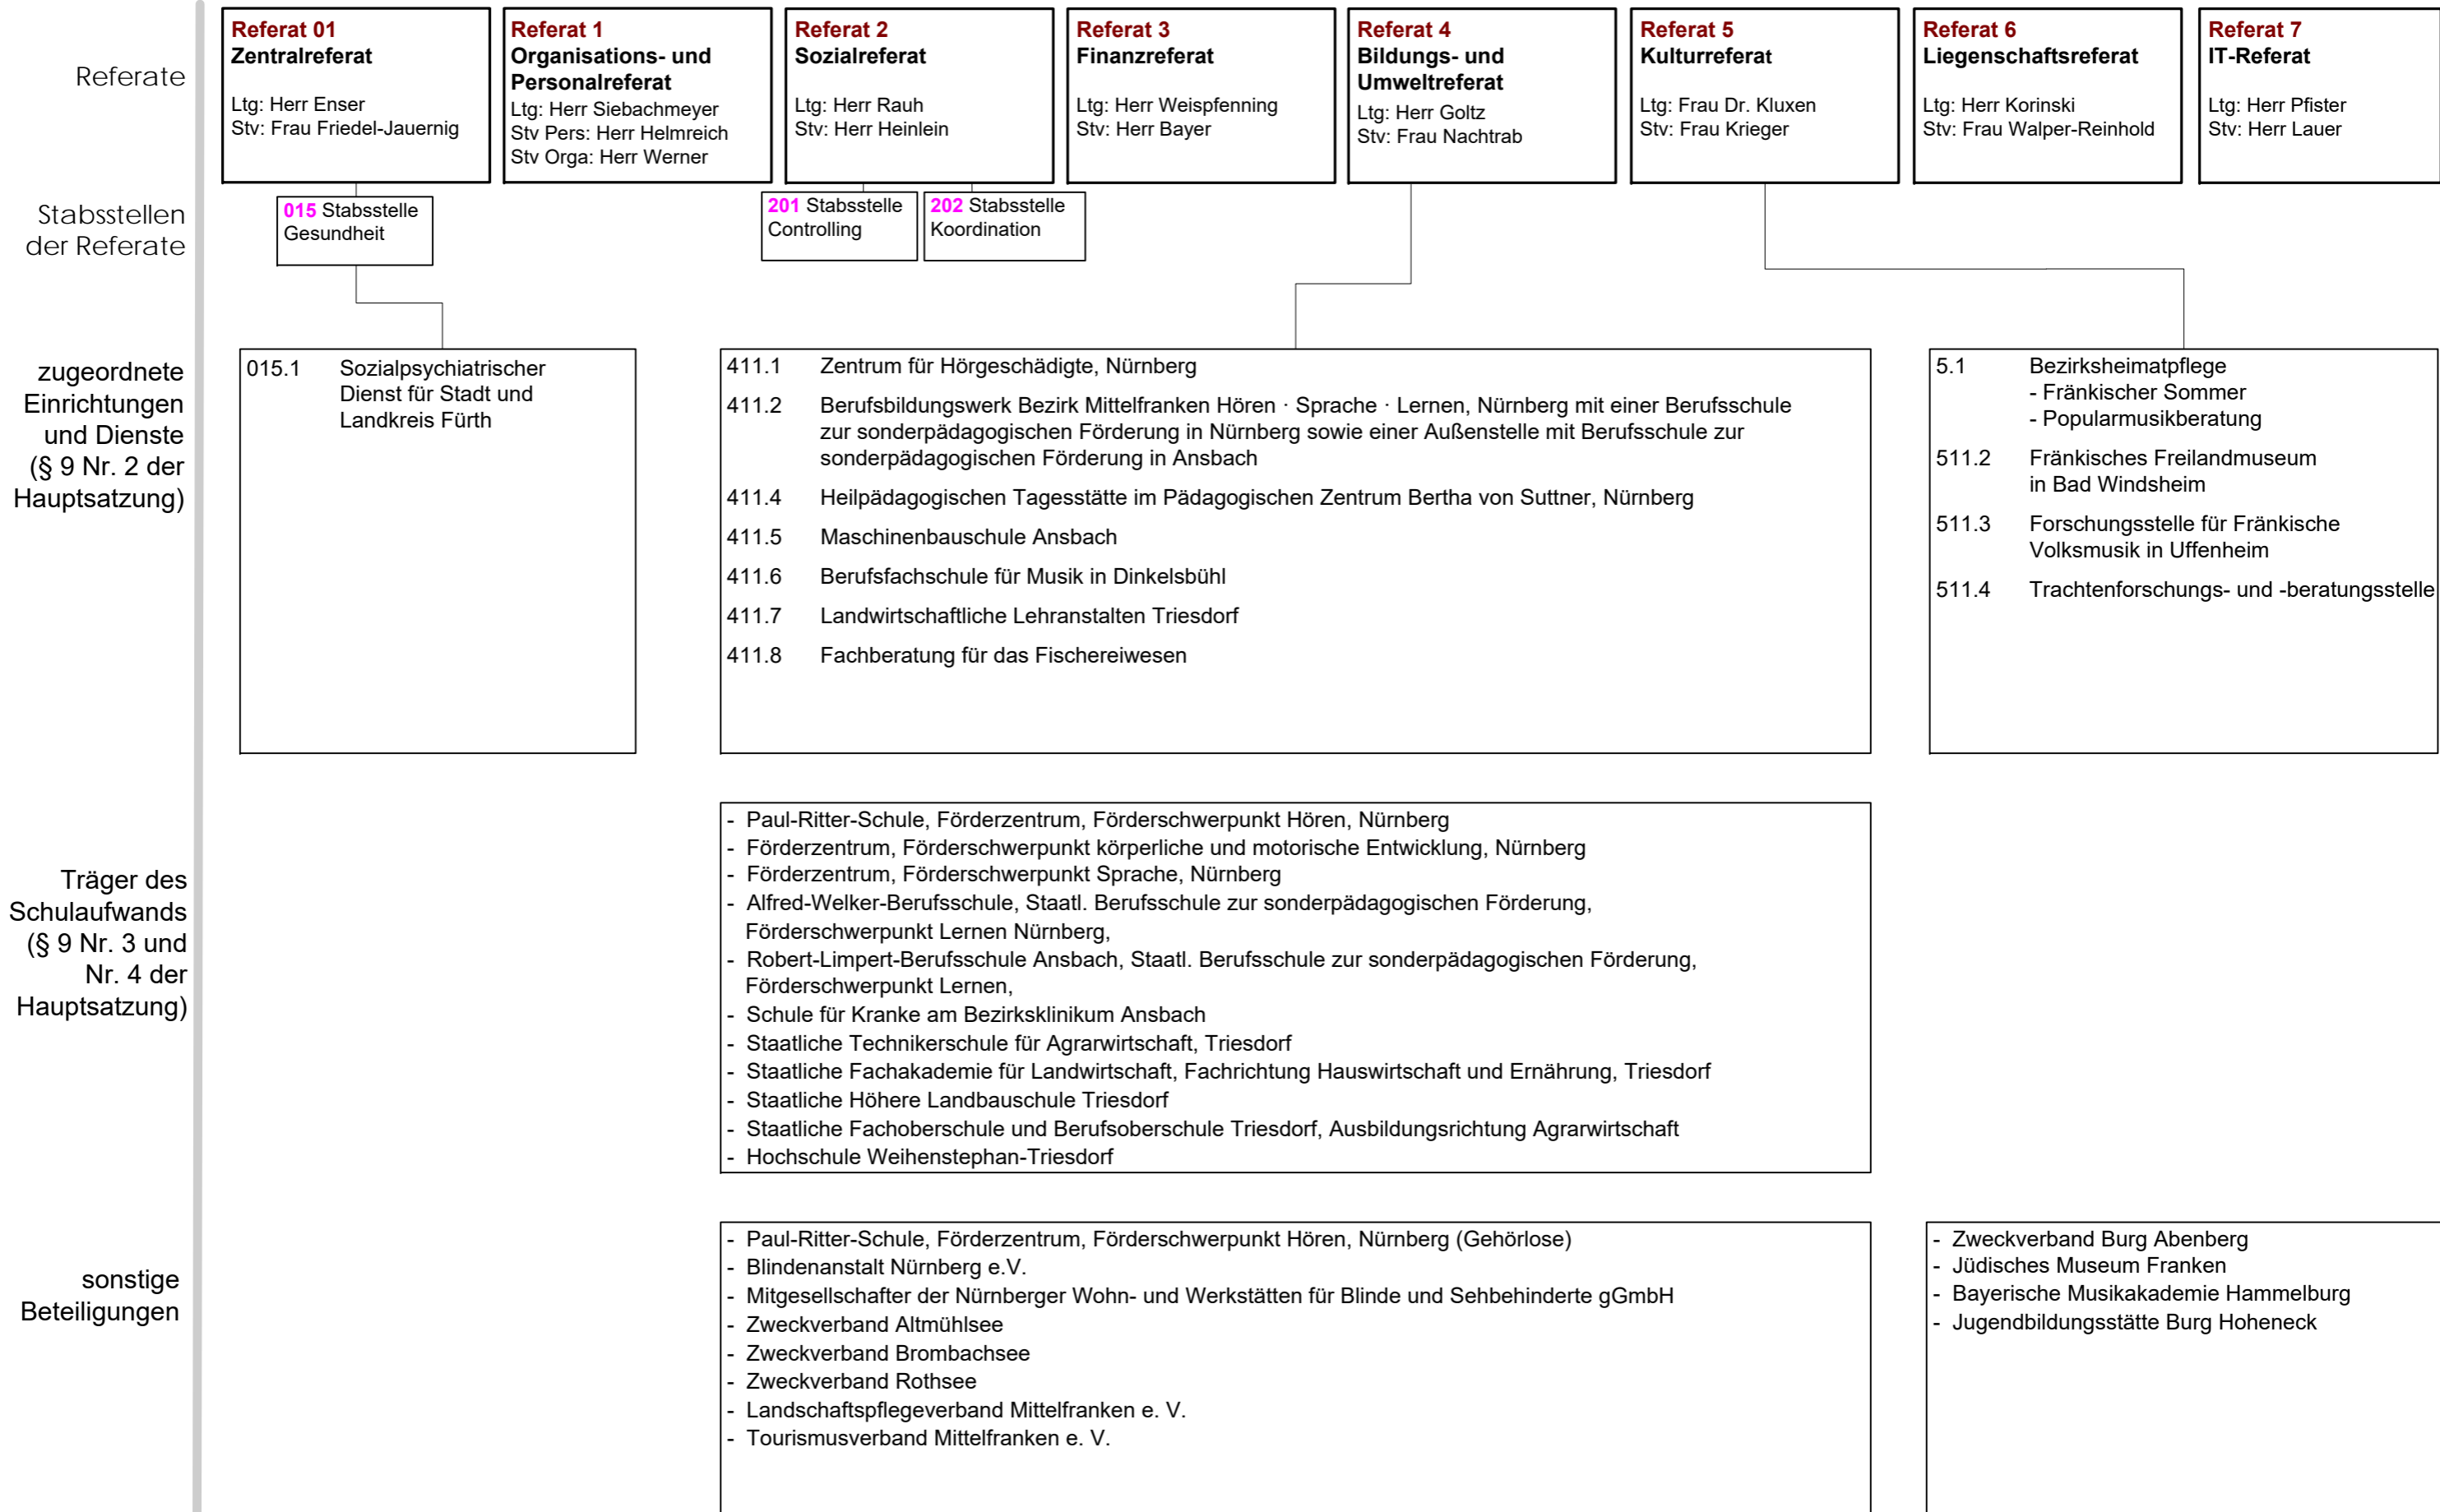 Referate
Referat 01
Zentralreferat
Ltg: Herr Enser
Stv: Frau Friedel-Jauernig
Referat 1
Organisations- und
Personalreferat
Ltg: Herr Siebachmeyer
Stv Pers: Herr Helmreich
Stv Orga: Herr Werner
Referat 2
Sozialreferat
Ltg: Herr Rauh
Stv: Herr Heinlein
Referat 3
Finanzreferat
Ltg: Herr Weispfenning
Stv: Herr Bayer
Referat 4
Bildungs- und
Umweltreferat
Ltg: Herr Goltz
Stv: Frau Nachtrab
Referat 5
Kulturreferat
Ltg: Frau Dr. Kluxen
Stv: Frau Krieger
Referat 6
Liegenschaftsreferat
Ltg: Herr Korinski
Stv: Frau Walper-Reinhold
Referat 7
IT-Referat
Ltg: Herr Pfister
Stv: Herr Lauer
Stabsstellen
der Referate
015 Stabsstelle
Gesundheit
201 Stabsstelle
Controlling
202 Stabsstelle
Koordination
zugeordnete
Einrichtungen
und Dienste
(§ 9 Nr. 2 der
Hauptsatzung)
015.1 Sozialpsychiatrischer
Dienst für Stadt und
Landkreis Fürth
411.1 Zentrum für Hörgeschädigte, Nürnberg
411.2 Berufsbildungswerk Bezirk Mittelfranken Hören · Sprache · Lernen, Nürnberg mit einer Berufsschule
zur sonderpädagogischen Förderung in Nürnberg sowie einer Außenstelle mit Berufsschule zur
sonderpädagogischen Förderung in Ansbach
411.4 Heilpädagogischen Tagesstätte im Pädagogischen Zentrum Bertha von Suttner, Nürnberg
411.5 Maschinenbauschule Ansbach
411.6 Berufsfachschule für Musik in Dinkelsbühl
411.7 Landwirtschaftliche Lehranstalten Triesdorf
411.8 Fachberatung für das Fischereiwesen
5.1 Bezirksheimatpflege
- Fränkischer Sommer
- Popularmusikberatung
511.2 Fränkisches Freilandmuseum
in Bad Windsheim
511.3 Forschungsstelle für Fränkische
Volksmusik in Uffenheim
511.4 Trachtenforschungs- und -beratungsstelle
Träger des
Schulaufwands
(§ 9 Nr. 3 und
Nr. 4 der
Hauptsatzung)
- Paul-Ritter-Schule, Förderzentrum, Förderschwerpunkt Hören, Nürnberg
- Förderzentrum, Förderschwerpunkt körperliche und motorische Entwicklung, Nürnberg
- Förderzentrum, Förderschwerpunkt Sprache, Nürnberg
- Alfred-Welker-Berufsschule, Staatl. Berufsschule zur sonderpädagogischen Förderung,
Förderschwerpunkt Lernen Nürnberg,
- Robert-Limpert-Berufsschule Ansbach, Staatl. Berufsschule zur sonderpädagogischen Förderung,
Förderschwerpunkt Lernen,
- Schule für Kranke am Bezirksklinikum Ansbach
- Staatliche Technikerschule für Agrarwirtschaft, Triesdorf
- Staatliche Fachakademie für Landwirtschaft, Fachrichtung Hauswirtschaft und Ernährung, Triesdorf
- Staatliche Höhere Landbauschule Triesdorf
- Staatliche Fachoberschule und Berufsoberschule Triesdorf, Ausbildungsrichtung Agrarwirtschaft
- Hochschule Weihenstephan-Triesdorf
sonstige
Beteiligungen
- Paul-Ritter-Schule, Förderzentrum, Förderschwerpunkt Hören, Nürnberg (Gehörlose)
- Blindenanstalt Nürnberg e.V.
- Mitgesellschafter der Nürnberger Wohn- und Werkstätten für Blinde und Sehbehinderte gGmbH
- Zweckverband Altmühlsee
- Zweckverband Brombachsee
- Zweckverband Rothsee
- Landschaftspflegeverband Mittelfranken e. V.
- Tourismusverband Mittelfranken e. V.
- Zweckverband Burg Abenberg
- Jüdisches Museum Franken
- Bayerische Musikakademie Hammelburg
- Jugendbildungsstätte Burg Hoheneck